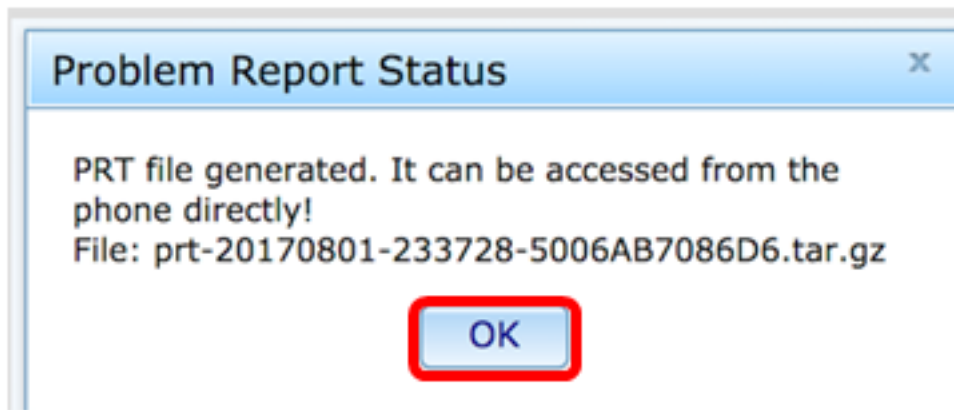 Problem Report Status
x
PRT file generated. It can be accessed from the
phone directly!
File: prt-20170801-233728-5006AB7086D6.tar.gz
OK